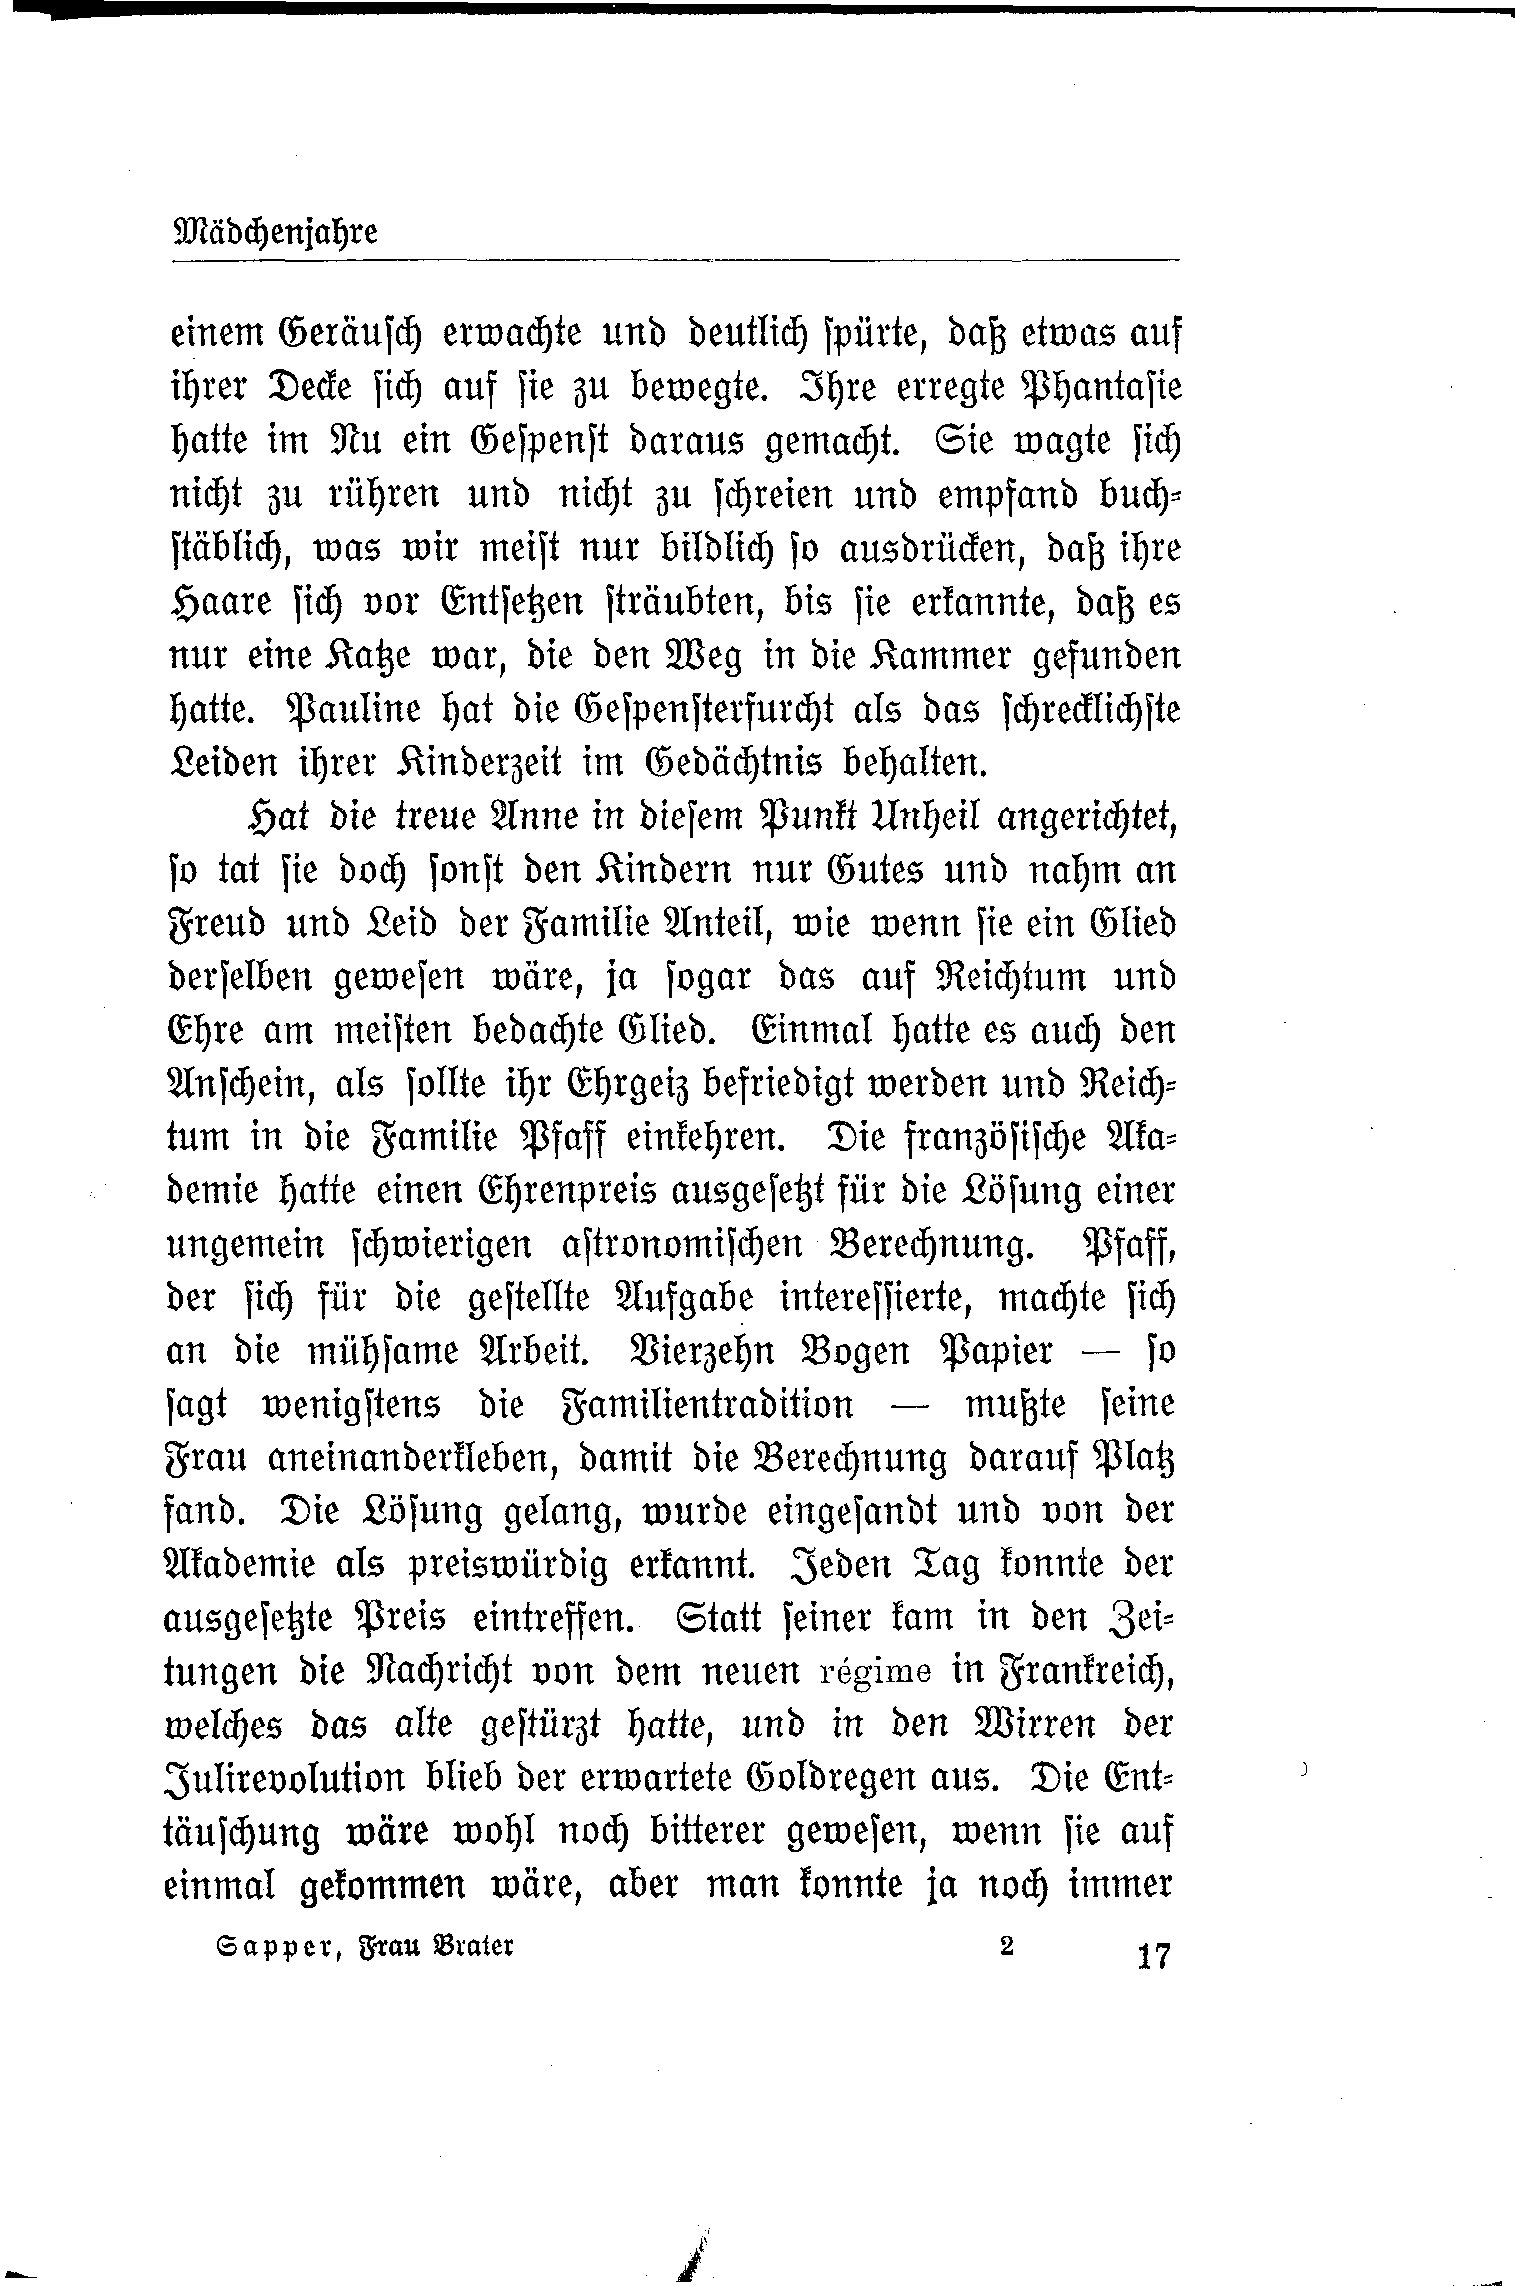 Mädchenjahre
einem Geräusch erwachte und deutlich spürte, daß etwas auf
ihrer Decke sich auf sie zu bewegte. Ihre erregte Phantasie
hatte im Nu ein Gespenst daraus gemacht. Sie wagte sich
nicht zu rühren und nicht zu schreien und empfand buch-
stäblich, was wir meist nur bildlich so ausdrücken, daß ihre
Haare sich vor Entsetzen sträubten, bis sie erkannte, daß es
nur eine Katze war, die den Weg in die Kammer gefunden
hatte. Pauline hat die Gespensterfurcht als das schrecklichste
Leiden ihrer Kinderzeit im Gedächtnis behalten.
Hat die treue Anne in diesem Punkt Unheil angerichtet,
so tat sie doch sonst den Kindern nur Gutes und nahm an
Freud und Leid der Familie Anteil, wie wenn sie ein Glied
derselben gewesen wäre, ja sogar das auf Reichtum und
Ehre am meisten bedachte Glied. Einmal hatte es auch den
Anschein, als sollte ihr Ehrgeiz befriedigt werden und Reich-
tum in die Familie Pfaff einkehren. Die französische Aka-
demie hatte einen Ehrenpreis ausgesetzt für die Lösung einer
ungemein schwierigen astronomischen Berechnung. Pfaff,
der sich für die gestellte Aufgabe interessierte, machte sich
an die mühsame Arbeit. Vierzehn Bogen Papier — so
sagt wenigstens die Familientradition — mußte seine
Frau aneinanderkleben, damit die Berechnung darauf Platz
fand. Die Lösung gelang, wurde eingesandt und von der
Akademie als preiswürdig erkannt. Jeden Tag konnte der
ausgesetzte Preis eintreffen. Statt seiner kam in den Zei-
tungen die Nachricht von dem neuen régime in Frankreich,
welches das alte gestürzt hatte, und in den Wirren der
Julirevolution blieb der erwartete Goldregen aus. Die Ent-
täuschung wäre wohl noch bitterer gewesen, wenn sie auf
einmal gekommen wäre, aber man konnte ja noch immer
Sapper, Frau Brater 2 17